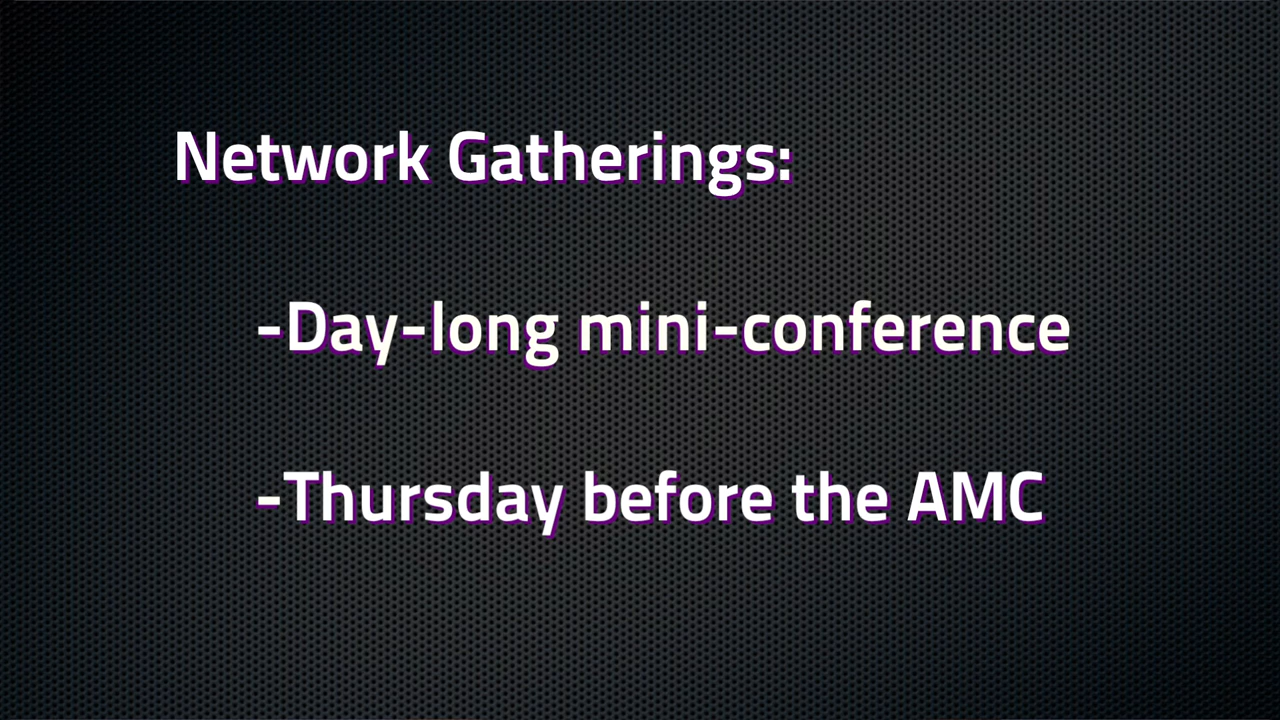 Network Gatherings:
-Day-long mini-conference
-Thursday before the AMC